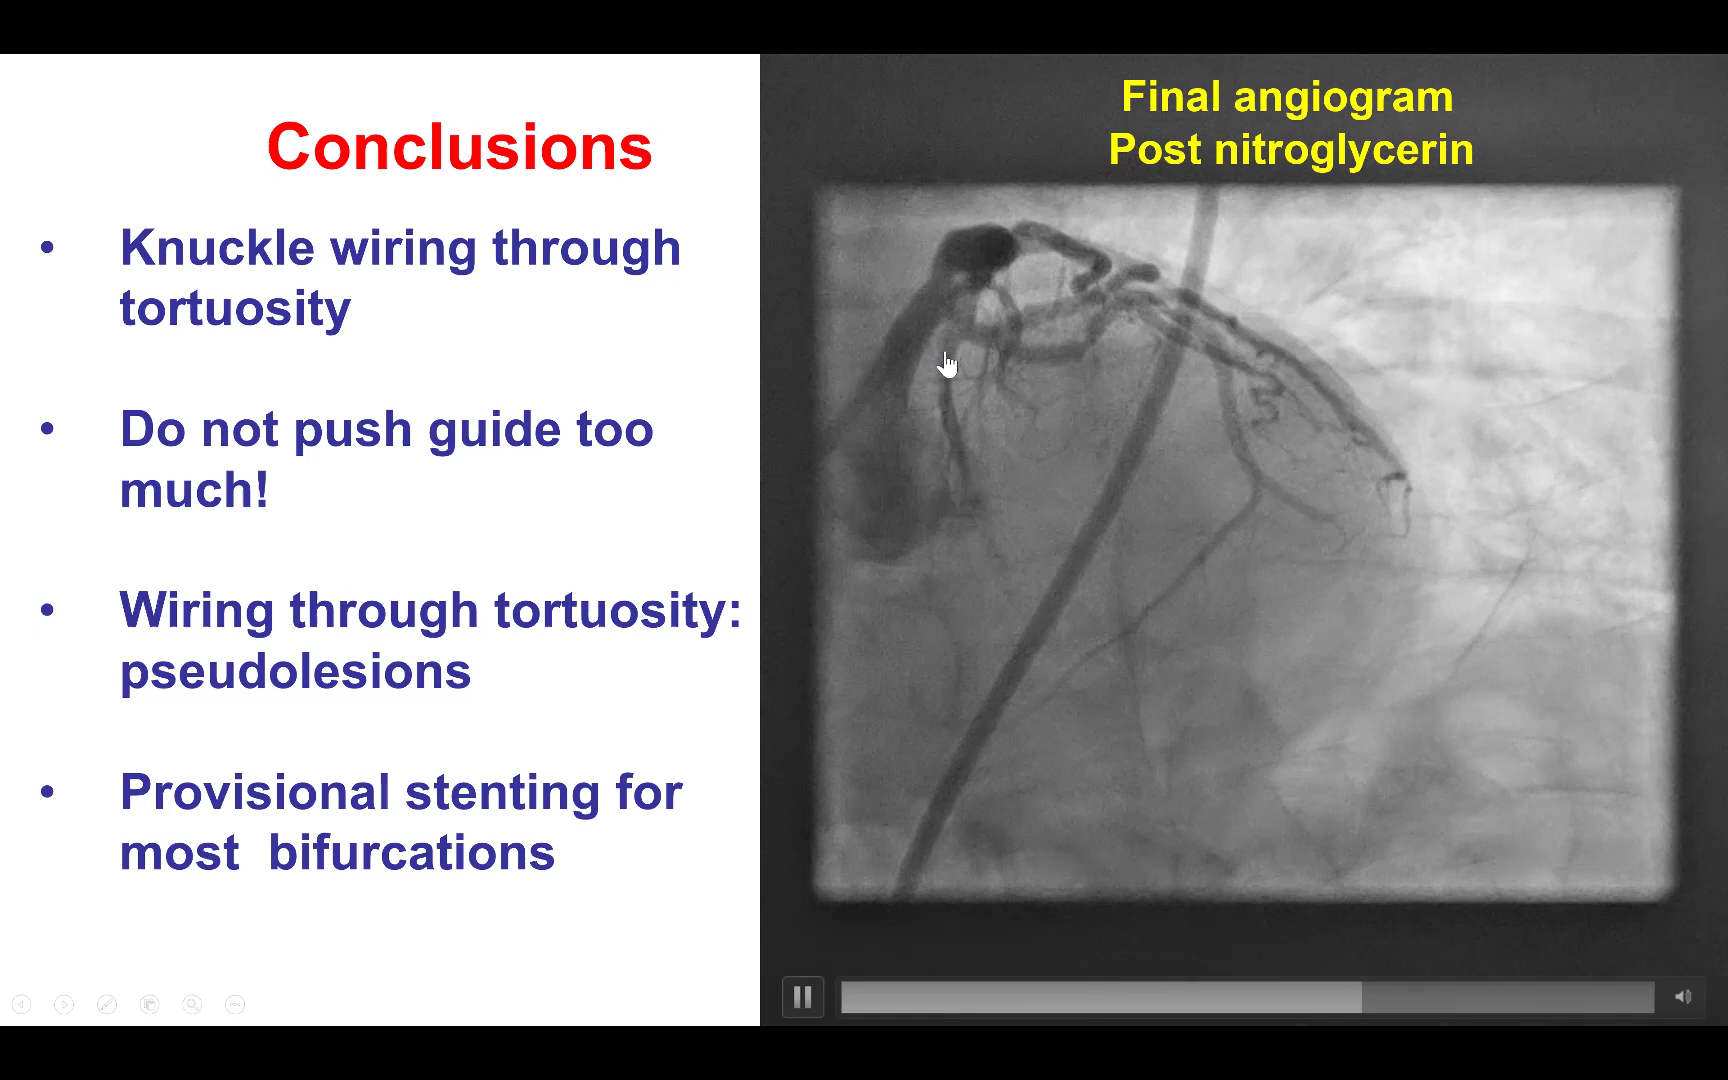 Conclusions
• Knuckle wiring through
tortuosity
• Do not push guide too
much!
• Wiring through tortuosity:
pseudolesions
• Provisional stenting for
most bifurcations
Final angiogram
Post nitroglycerin